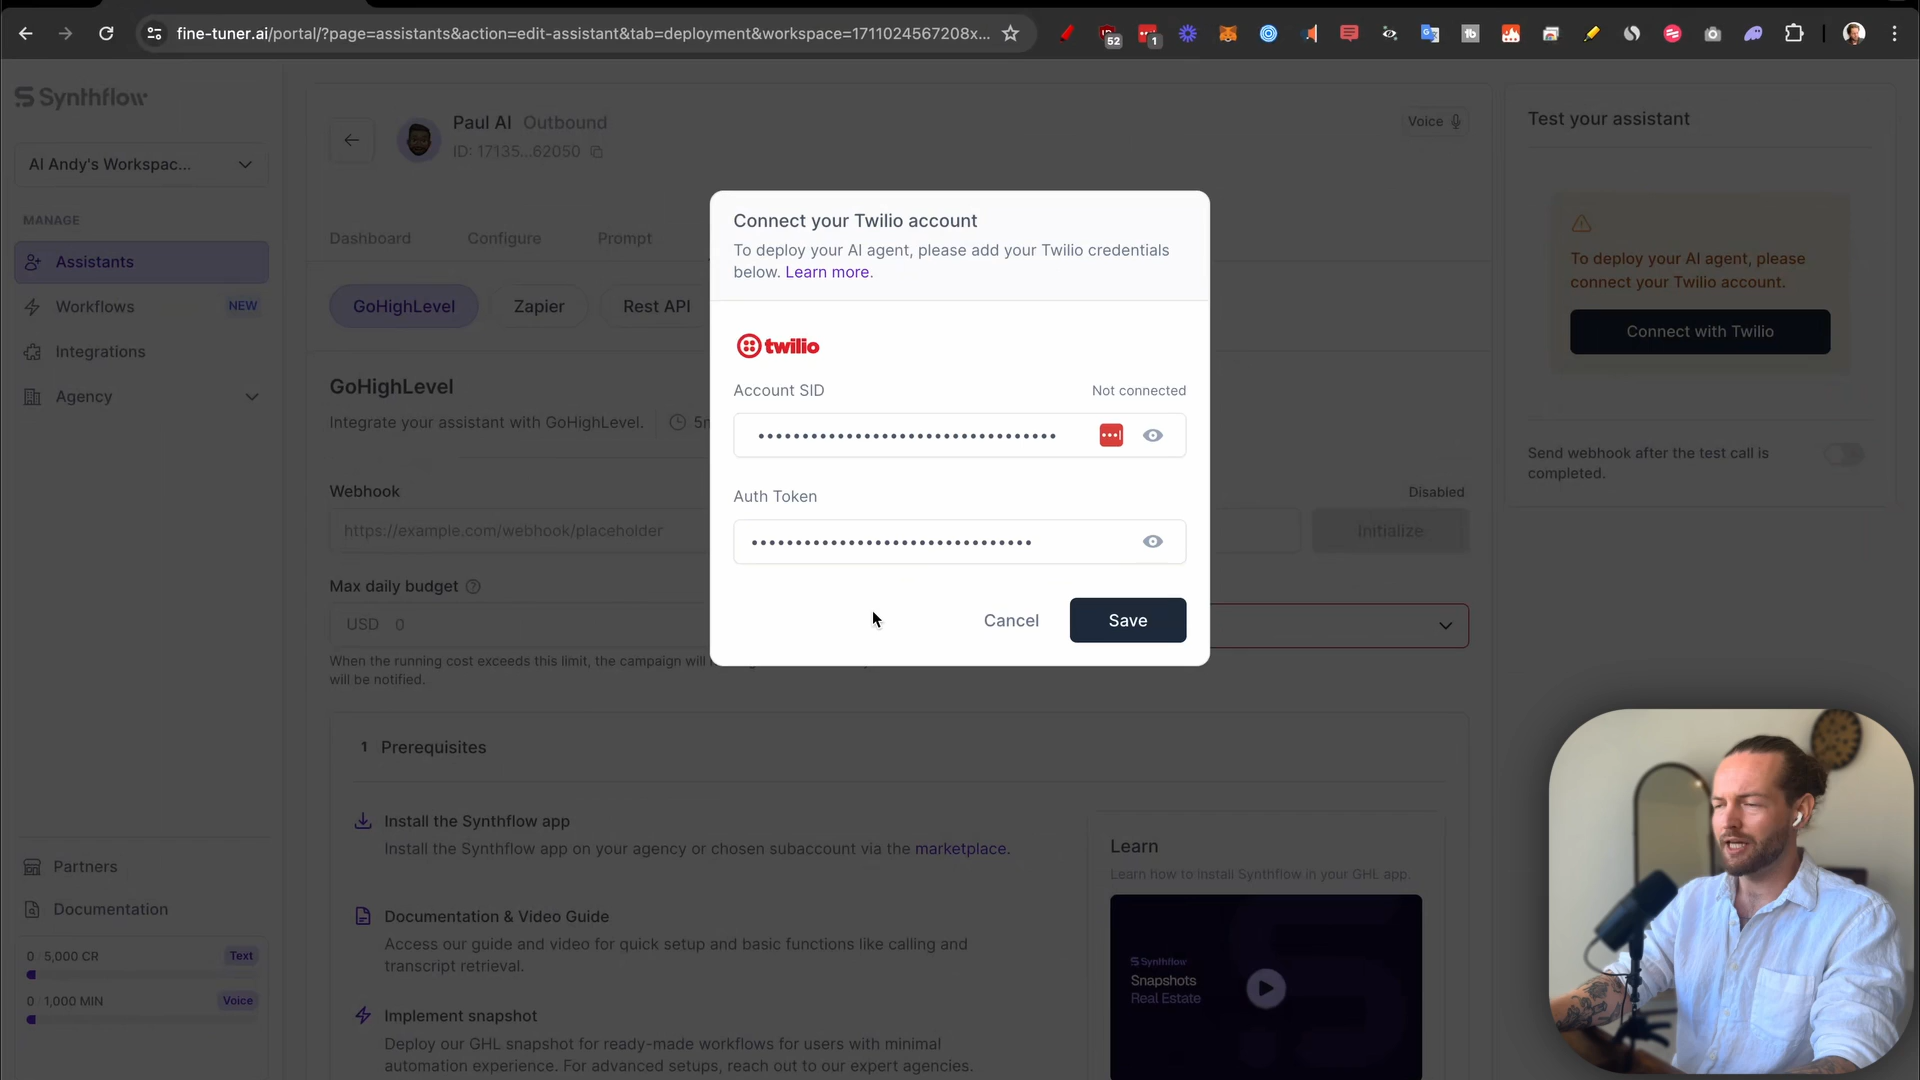 fine-tuner.ai/portal/?page=assistants&action=edit-assistant&tab=deployment&workspace=1711024567208x...
52
1
Synthflow
AI Andy's Workspac...
MANAGE
Assistants
Workflows
NEW
Integrations
Agency
Partners
Documentation
0 / 5,000 CR
Text
0 / 1,000 MIN
Voice
Paul AI Outbound
ID: 17135...62050
Voice
Dashboard
Configure
Prompt
GoHighLevel
Zapier
Rest API
GoHighLevel
Integrate your assistant with GoHighLevel.
Webhook
Disabled
https://example.com/webhook/placeholder
Initialize
Max daily budget
USD 0
When the running cost exceeds this limit, the campaign will
will be notified.
1 Prerequisites
Install the Synthflow app
Install the Synthflow app on your agency or chosen subaccount via the marketplace.
Documentation & Video Guide
Access our guide and video for quick setup and basic functions like calling and
transcript retrieval.
Implement snapshot
Deploy our GHL snapshot for ready-made workflows for users with minimal
automation experience. For advanced setups, reach out to our expert agencies.
Learn
Learn how to install Synthflow in your GHL app.
Synthflow
Snapshots
Real Estate
Connect your Twilio account
To deploy your AI agent, please add your Twilio credentials
below. Learn more.
twilio
Account SID
Not connected
Auth Token
Cancel
Save
Test your assistant
To deploy your AI agent, please
connect your Twilio account.
Connect with Twilio
Send webhook after the test call is
completed.